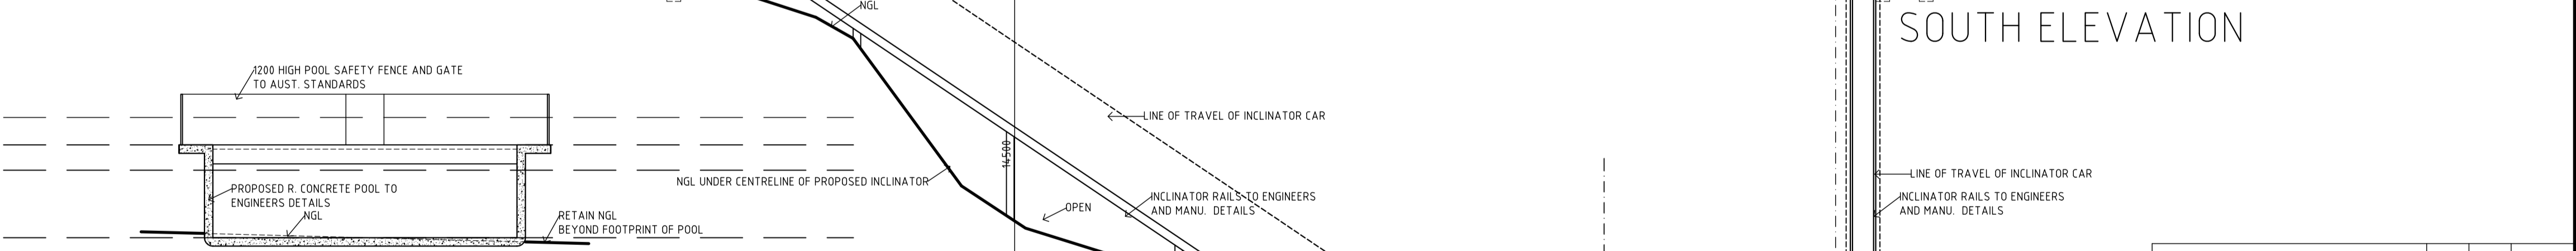 1200 HIGH POOL SAFETY FENCE AND GATE
TO AUST. STANDARDS
PROPOSED R. CONCRETE POOL TO
ENGINEERS DETAILS
NGL
RETAIN NGL
BEYOND FOOTPRINT OF POOL
NGL
NGL UNDER CENTRELINE OF PROPOSED INCLINATOR
14500
OPEN
LINE OF TRAVEL OF INCLINATOR CAR
INCLINATOR RAILS TO ENGINEERS
AND MANU. DETAILS
SOUTH ELEVATION
LINE OF TRAVEL OF INCLINATOR CAR
INCLINATOR RAILS TO ENGINEERS
AND MANU. DETAILS